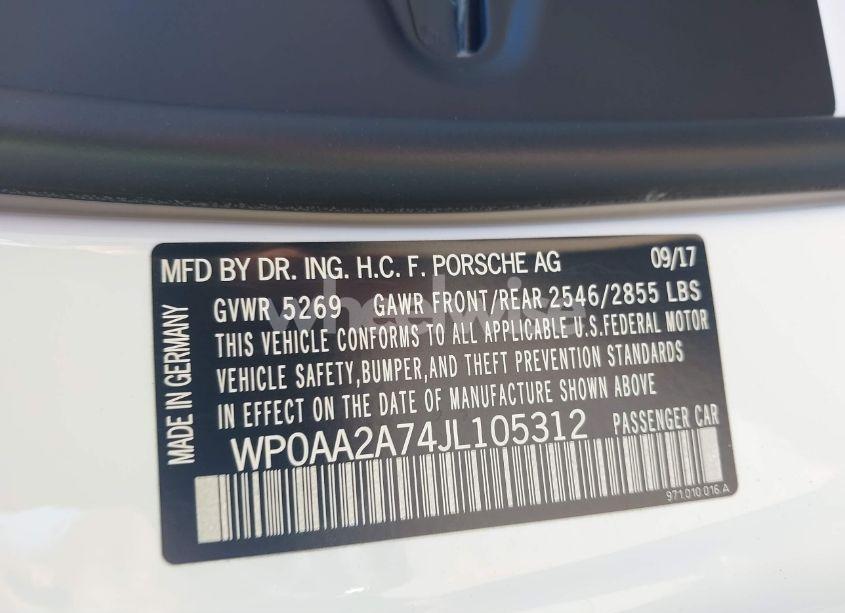 MFD BY DR. ING. H.C. F. PORSCHE AG 09/17
GVWR 5269 GAWR FRONT/REAR 2546/2855 LBS
THIS VEHICLE CONFORMS TO ALL APPLICABLE U.S.FEDERAL MOTOR
VEHICLE SAFETY,BUMPER,AND THEFT PREVENTION STANDARDS
IN EFFECT ON THE DATE OF MANUFACTURE SHOWN ABOVE
WP0AA2A74JL105312 PASSENGER CAR
971.010.016 A
MADE IN GERMANY
wheelwise